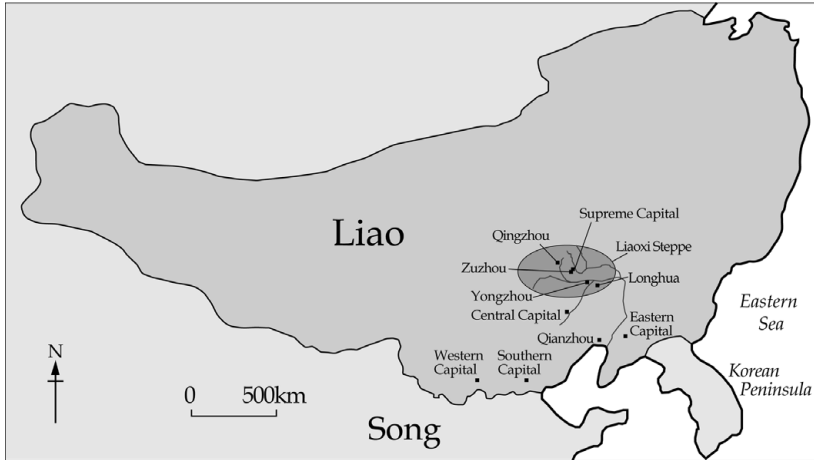 Supreme Capital
Qingzhou
Liao
Liaoxi Steppe
Zuzhou
Longhua
Yongzhou
Central Capital
Eastern
Capital
Eastern
Sea
Qianzhou
Western
Capital
Southern
Capital
Korean
Peninsula
N
0 500km
Song